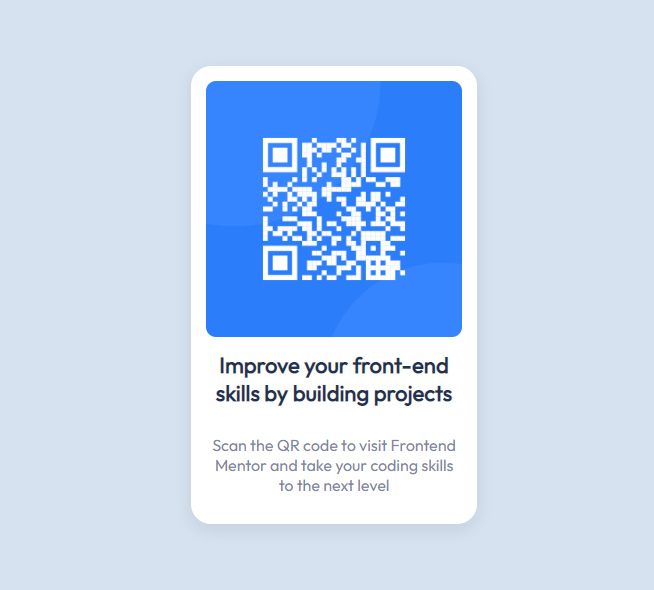 Improve your front-end
skills by building projects
Scan the QR code to visit Frontend
Mentor and take your coding skills
to the next level